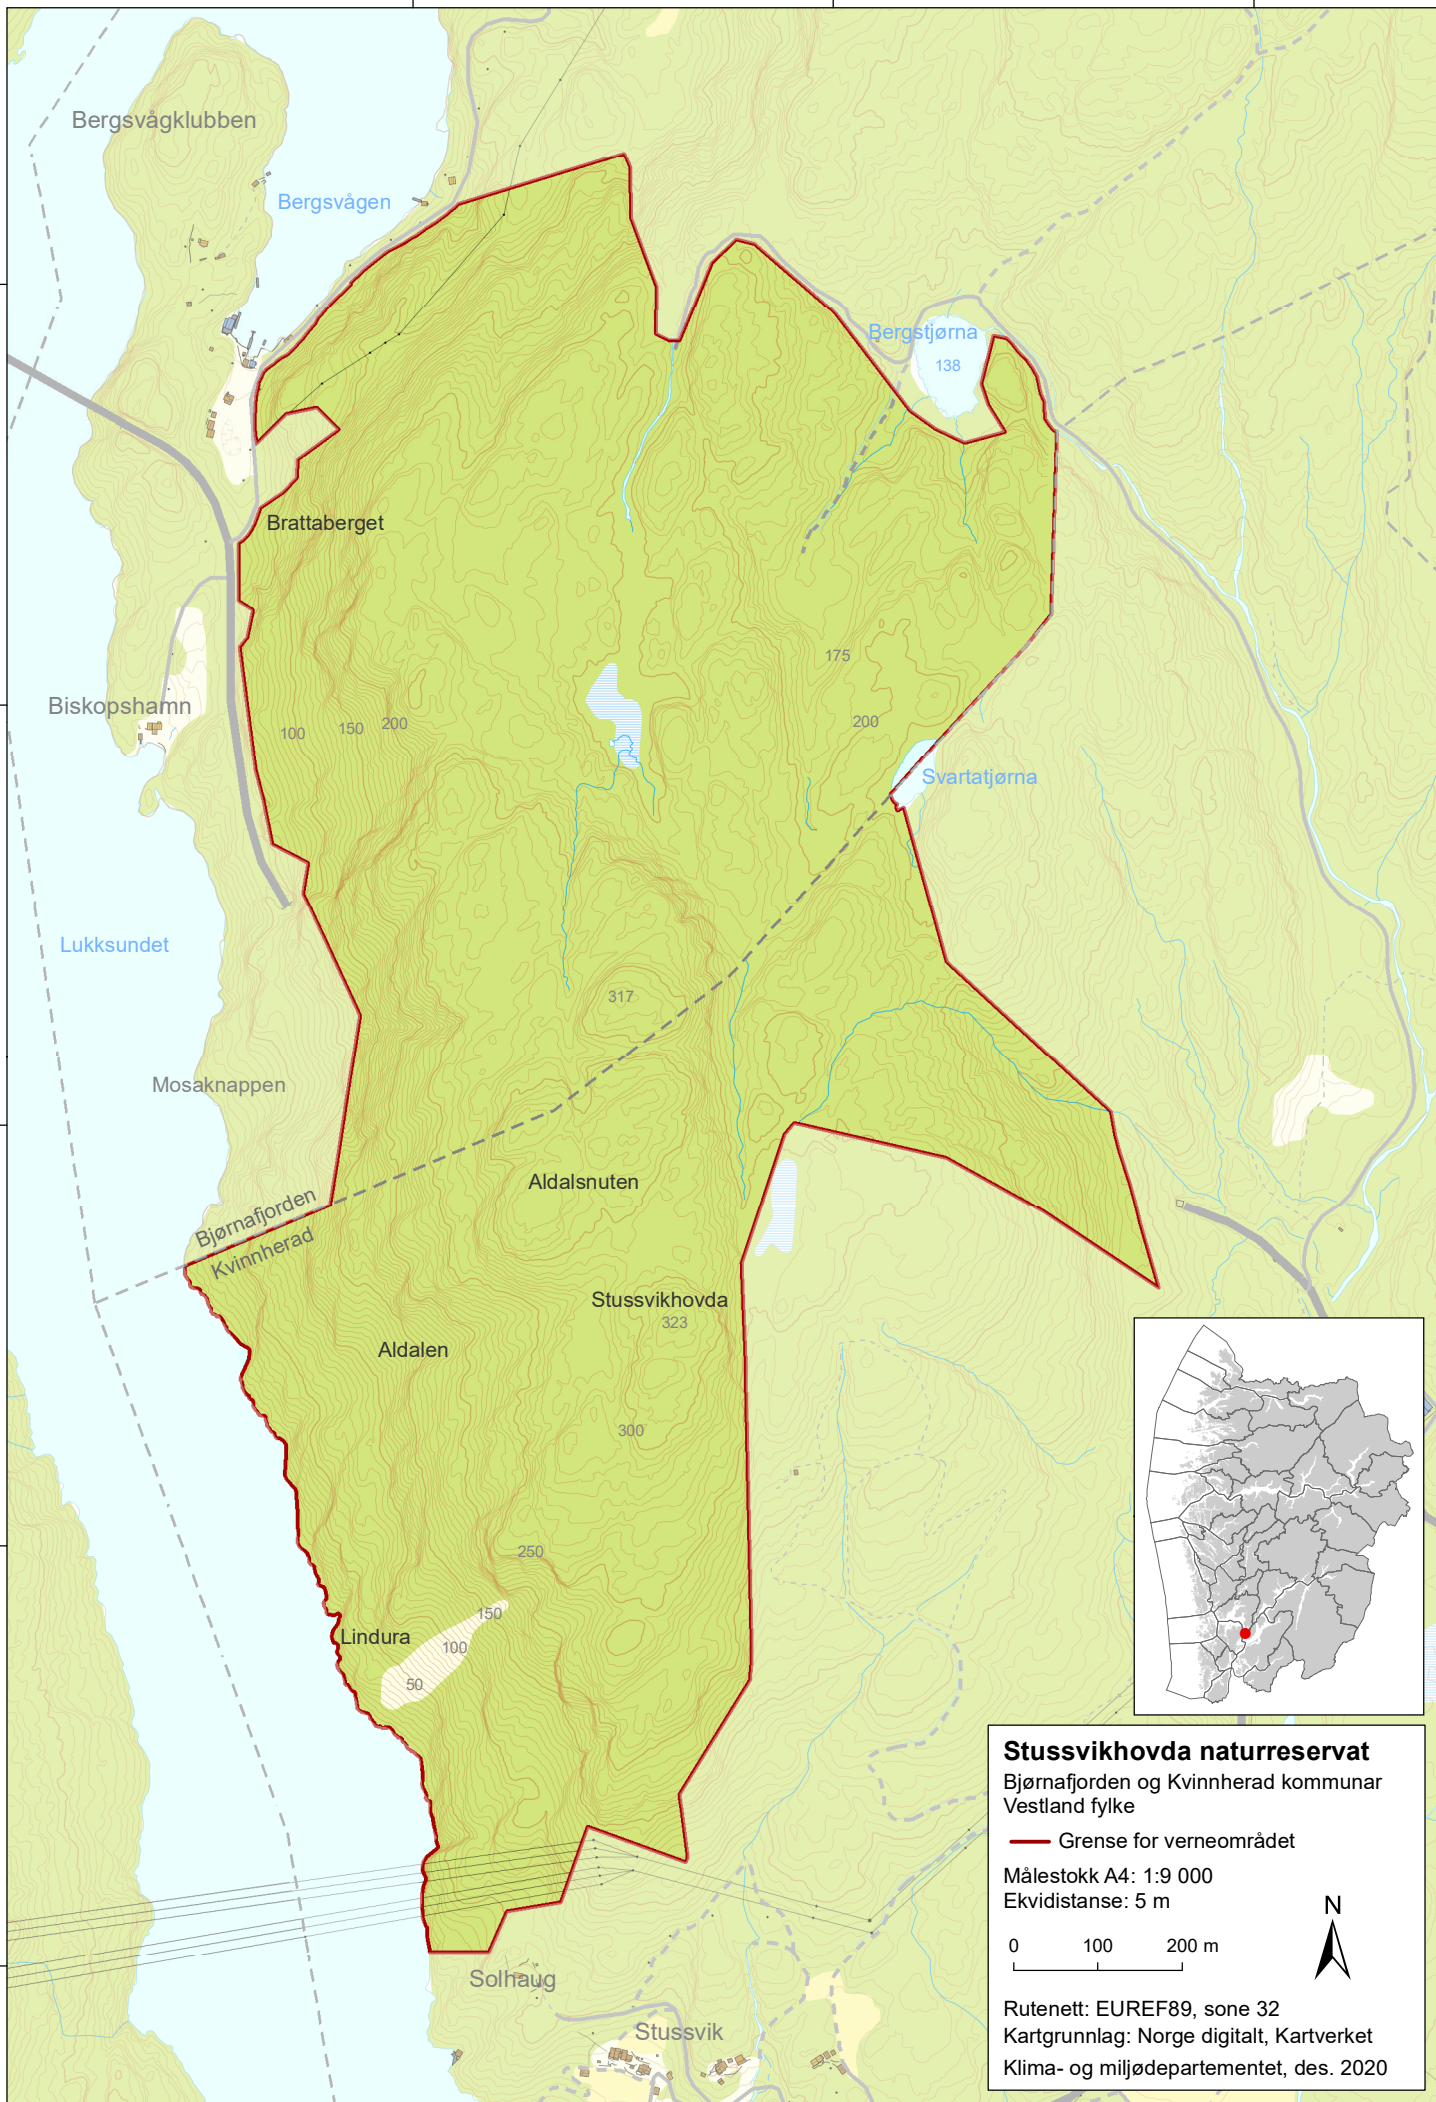 Bergsvågklubben
Bergsvågen
Bergstjørna
138
Brattaberget
175
Biskopshamn
100
150
200
200
Svartatjørna
Lukksundet
317
Mosaknappen
Aldalsnuten
Bjørnafjorden
Kvinnherad
Stussvikhovda
323
Aldalen
300
250
150
Lindura
100
50
Solhaug
Stussvik
Stussvikhovda naturreservat
Bjørnafjorden og Kvinnherad kommunar
Vestland fylke
Grense for verneområdet
Målestokk A4: 1:9 000
Ekvidistanse: 5 m
N
0 100 200 m
Rutenett: EUREF89, sone 32
Kartgrunnlag: Norge digitalt, Kartverket
Klima- og miljødepartementet, des. 2020